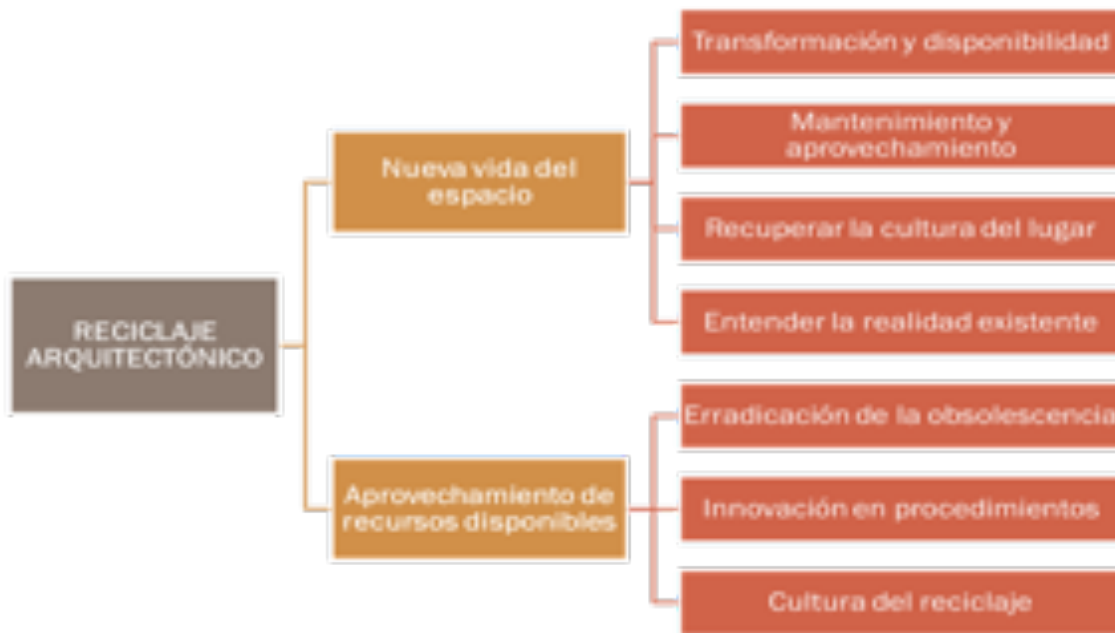 RECICLAJE
ARQUITECTÓNICO
Nueva vida del
espacio
Transformación y disponibilidad
Mantenimiento y
aprovechamiento
Recuperar la cultura del lugar
Entender la realidad existente
Aprovechamiento de
recursos disponibles
Erradicación de la obsolescencia
Innovación en procedimientos
Cultura del reciclaje